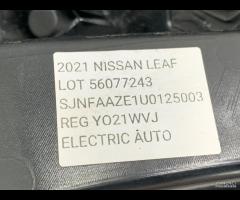 2021 NISSAN LEAF
LOT 56077243
SJNFAAZE1U0125003
REG YO21WVJ
ELECTRIC AUTO